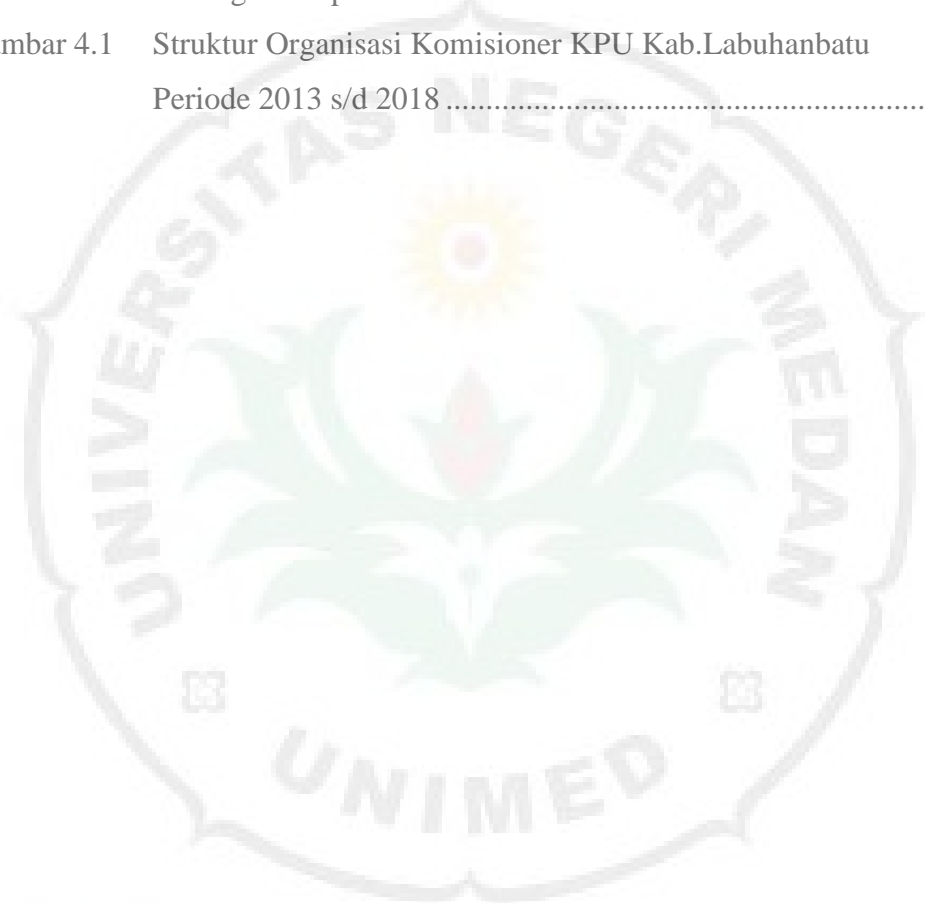 mbar 4.1 Struktur Organisasi Komisioner KPU Kab.Labuhanbatu
Periode 2013 s/d 2018 ............................................................
UNIVERSITAS NEGERI MEDAN
UNIMED